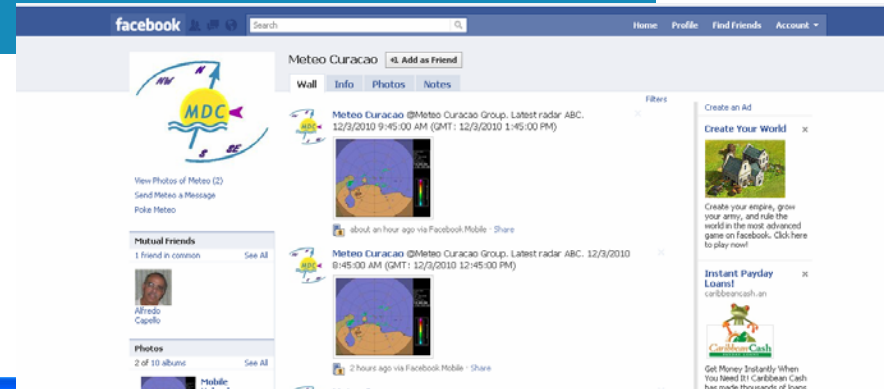 facebook
Search
Home Profile Find Friends Account
Meteo Curacao +1 Add as Friend
Wall Info Photos Notes
Filters
NW N
MDC
S SE
View Photos of Meteo (2)
Send Meteo a Message
Poke Meteo
Mutual Friends
1 friend in common See All
Alfredo
Capello
Photos
2 of 10 albums See All
Mobile
Meteo Curacao @Meteo Curacao Group. Latest radar ABC.
12/3/2010 9:45:00 AM (GMT: 12/3/2010 1:45:00 PM)
about an hour ago via Facebook Mobile · Share
Meteo Curacao @Meteo Curacao Group. Latest radar ABC. 12/3/2010
8:45:00 AM (GMT: 12/3/2010 12:45:00 PM)
2 hours ago via Facebook Mobile · Share
Create an Ad
Create Your World x
Create your empire, grow
your army, and rule the
world in the most advanced
game on facebook. Click here
to play now!
Instant Payday x
Loans!
caribbeancash.an
CaribbeanCash
Get Money Instantly When
You Need It! Caribbean Cash
has made thousands of loans